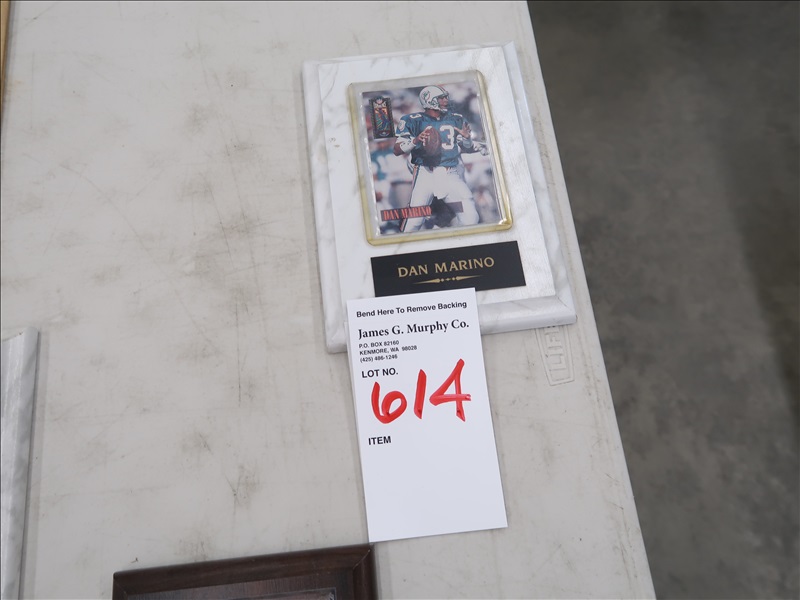 13
DAN MARINO
DAN MARINO
Bend Here To Remove Backing
James G. Murphy Co.
P.O. BOX 82160
KENMORE, WA 98028
(425) 486-1246
LOT NO.
614
ITEM